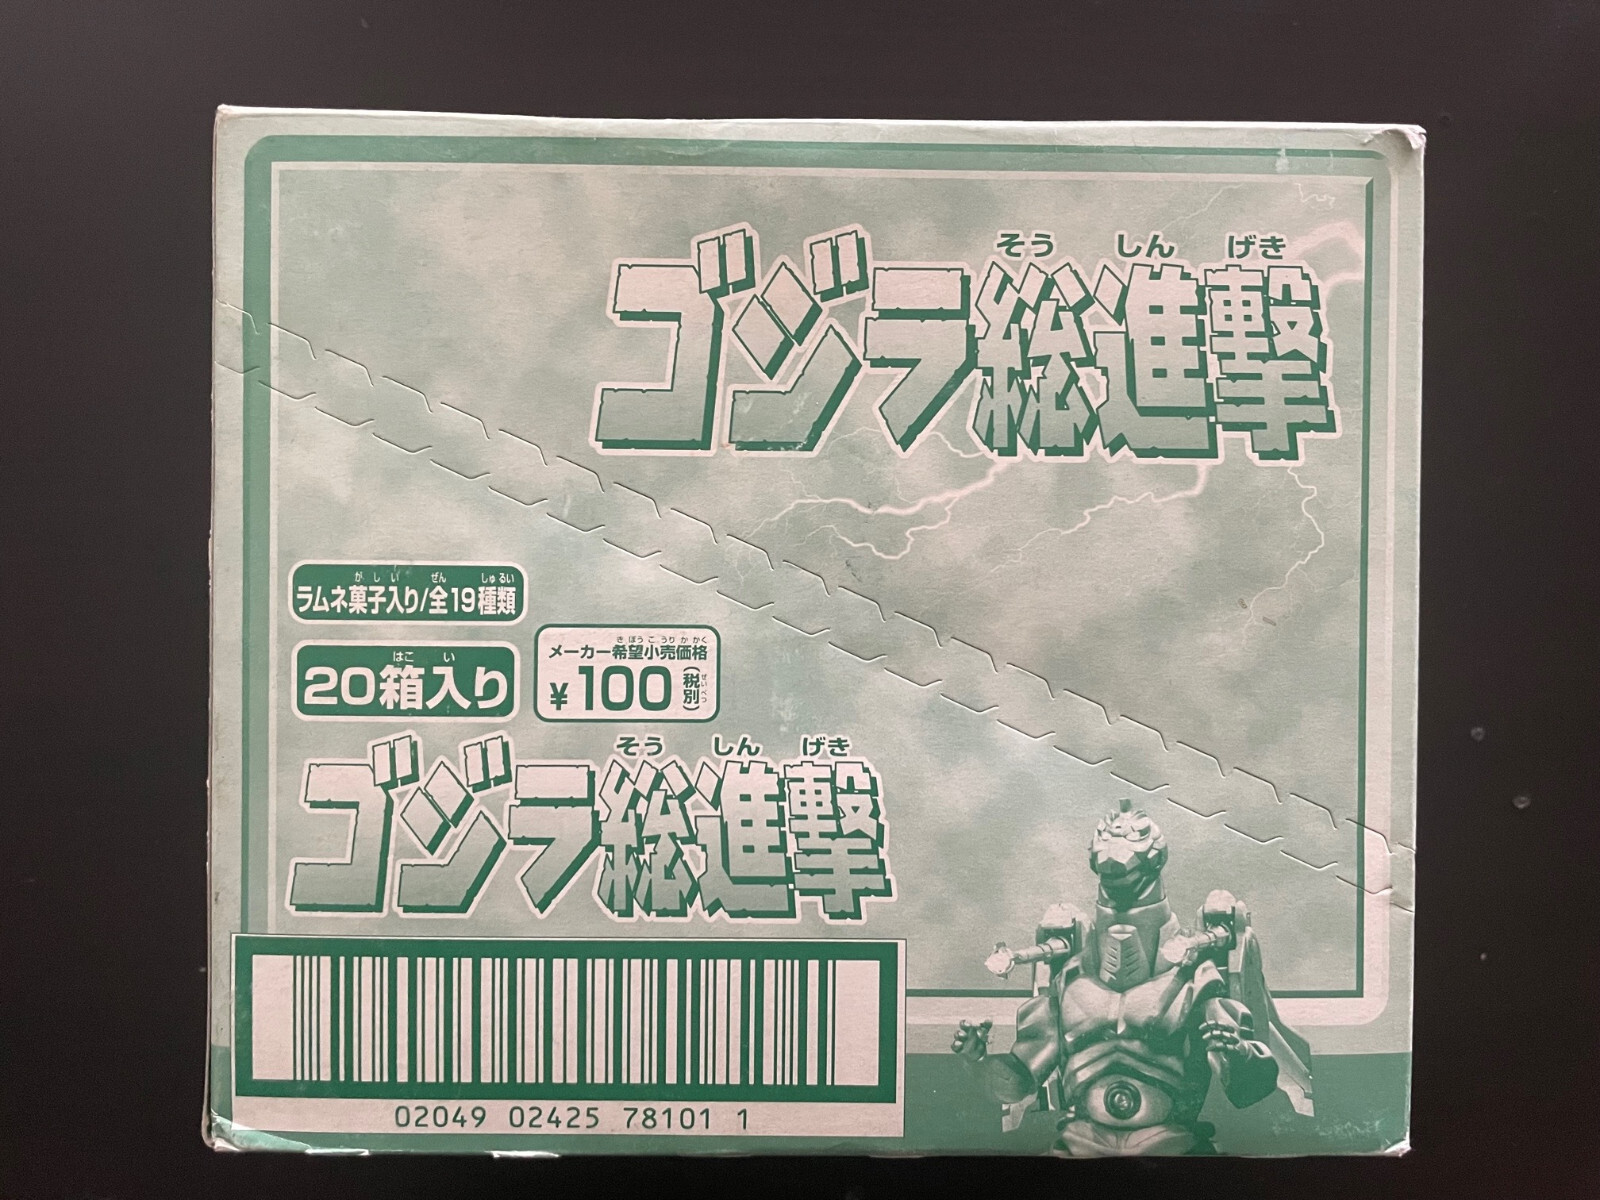 そう しん げき
ゴジラ総進撃
がしい ぜん しゅるい
ラムネ菓子入り/全19種類
はこ い
20箱入り
きぼうこうりかかく
メーカー希望小売価格
¥100(税別)
ぜいべつ
そう しん げき
ゴジラ総進撃
02049 02425 78101 1